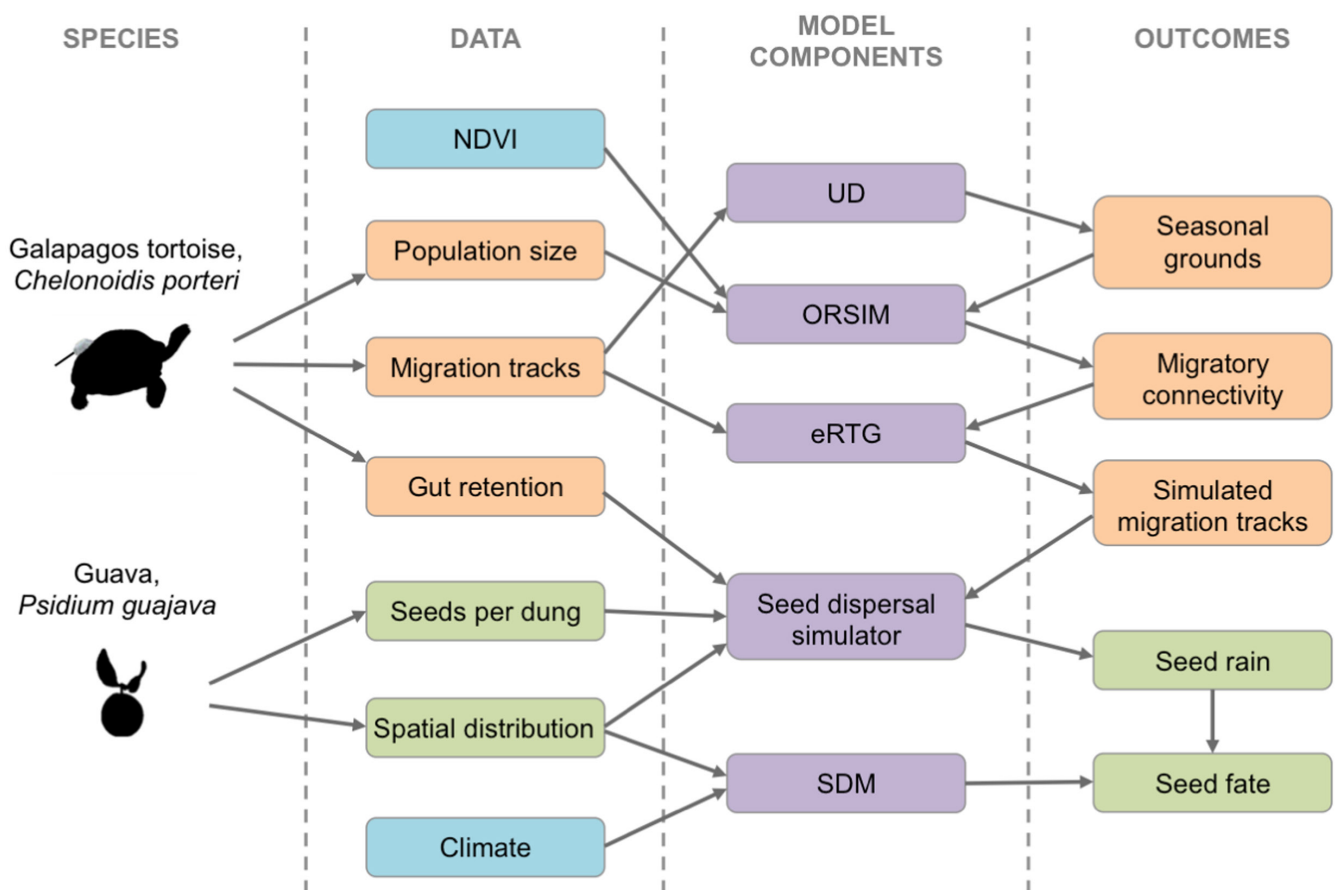 SPECIES
DATA
MODEL
COMPONENTS
OUTCOMES
Galapagos tortoise,
Chelonoidis porteri
Guava,
Psidium guajava
NDVI
Population size
Migration tracks
Gut retention
Seeds per dung
Spatial distribution
Climate
UD
ORSIM
eRTG
Seed dispersal
simulator
SDM
Seasonal
grounds
Migratory
connectivity
Simulated
migration tracks
Seed rain
Seed fate